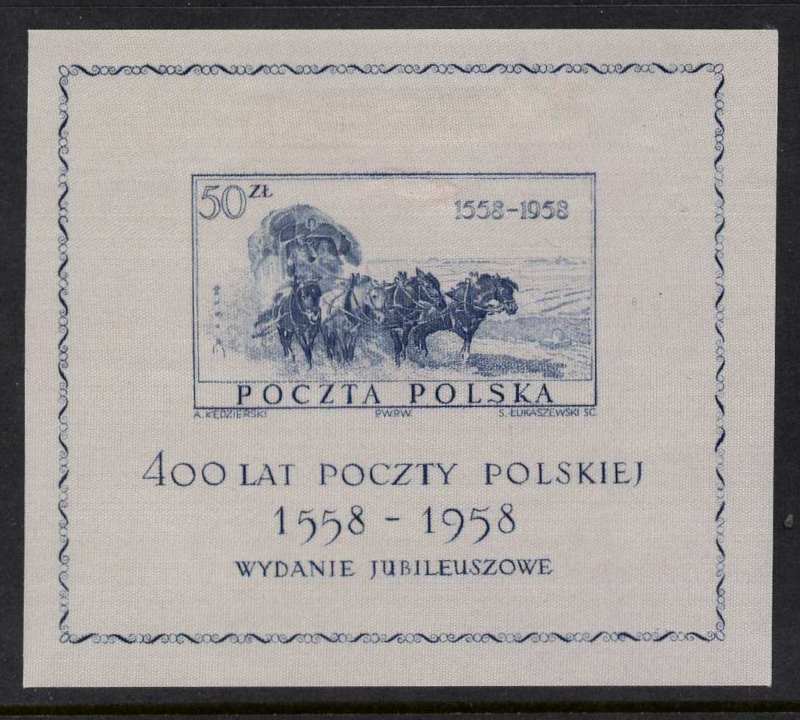 50 ZŁ
1558-1958
POCZTA POLSKA
A. KĘDZIERSKI P.W.P.W. S. ŁUKASZEWSKI SC.
400 LAT POCZTY POLSKIEJ
1558 - 1958
WYDANIE JUBILEUSZOWE